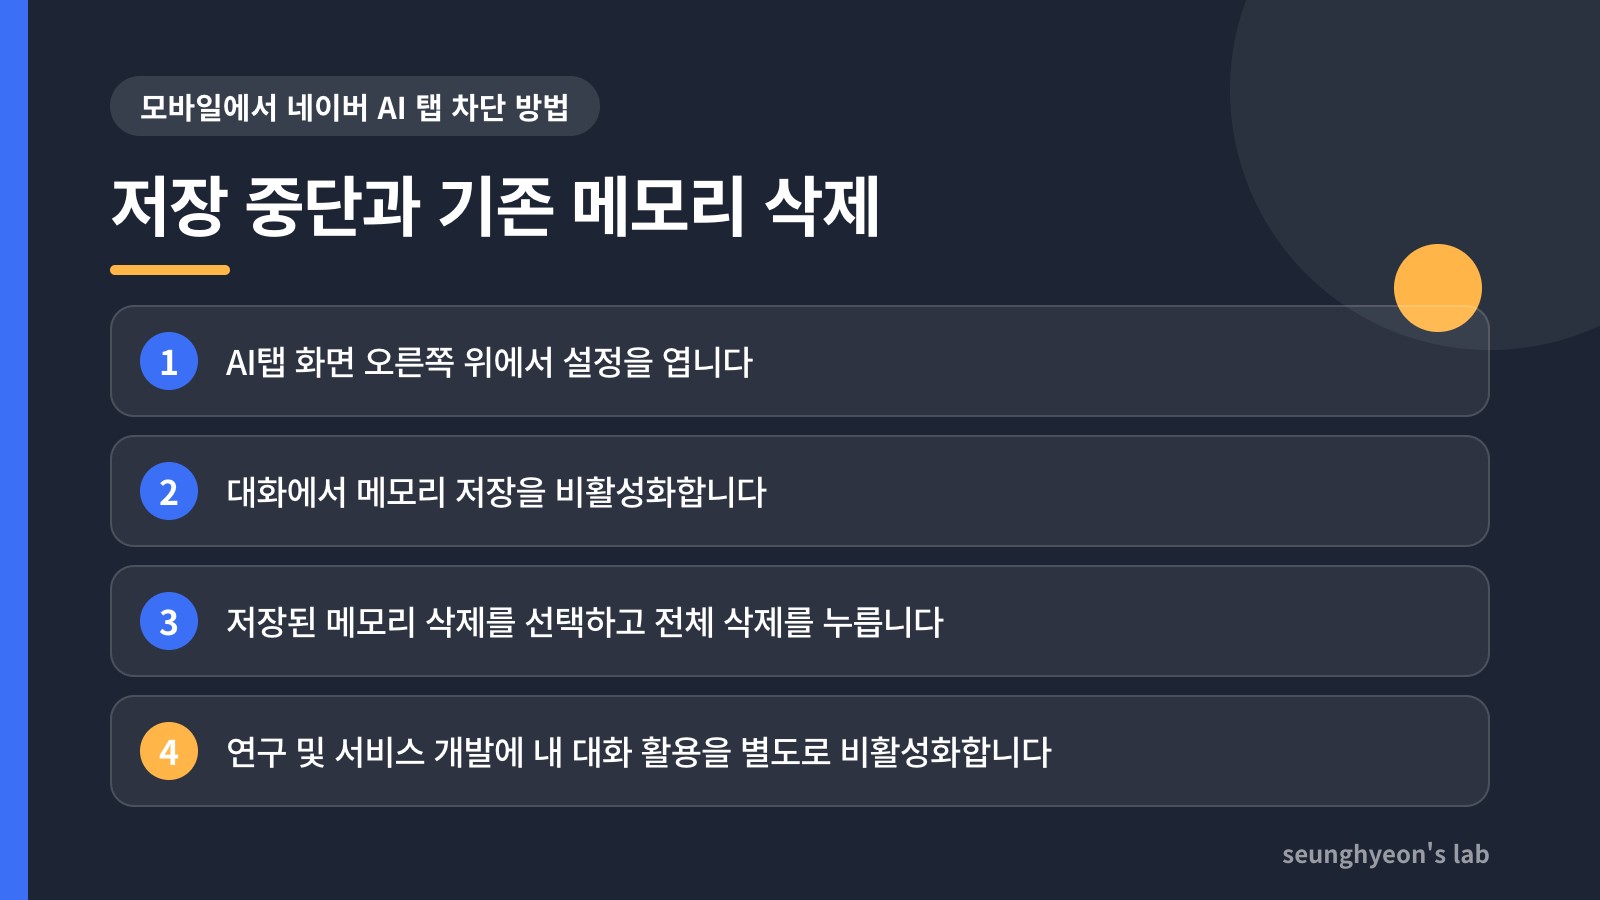 모바일에서 네이버 AI 탭 차단 방법
저장 중단과 기존 메모리 삭제
1 AI탭 화면 오른쪽 위에서 설정을 엽니다
2 대화에서 메모리 저장을 비활성화합니다
3 저장된 메모리 삭제를 선택하고 전체 삭제를 누릅니다
4 연구 및 서비스 개발에 내 대화 활용을 별도로 비활성화합니다
seunghyeon's lab